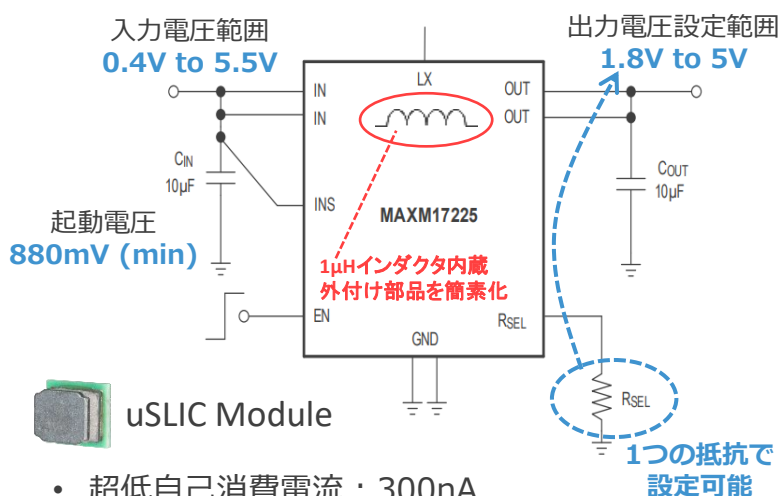 入力電圧範囲
0.4V to 5.5V
出力電圧設定範囲
1.8V to 5V
LX
IN
OUT
IN
OUT
CIN
10µF
COUT
10µF
INS
MAXM17225
起動電圧
880mV (min)
1µHインダクタ内蔵
外付け部品を簡素化
EN
RSEL
GND
RSEL
uSLIC Module
1つの抵抗で
設定可能
• 超低自己消費電流：300nA